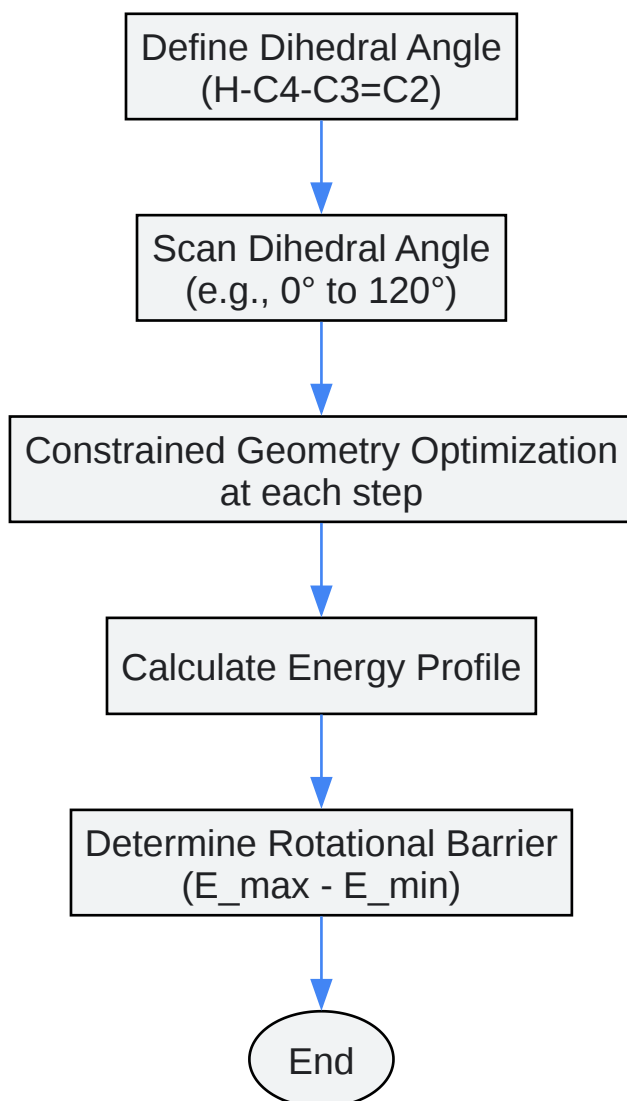 Define Dihedral Angle
(H-C4-C3=C2)
Scan Dihedral Angle
(e.g., 0° to 120°)
Constrained Geometry Optimization
at each step
Calculate Energy Profile
Determine Rotational Barrier
(E_max - E_min)
End